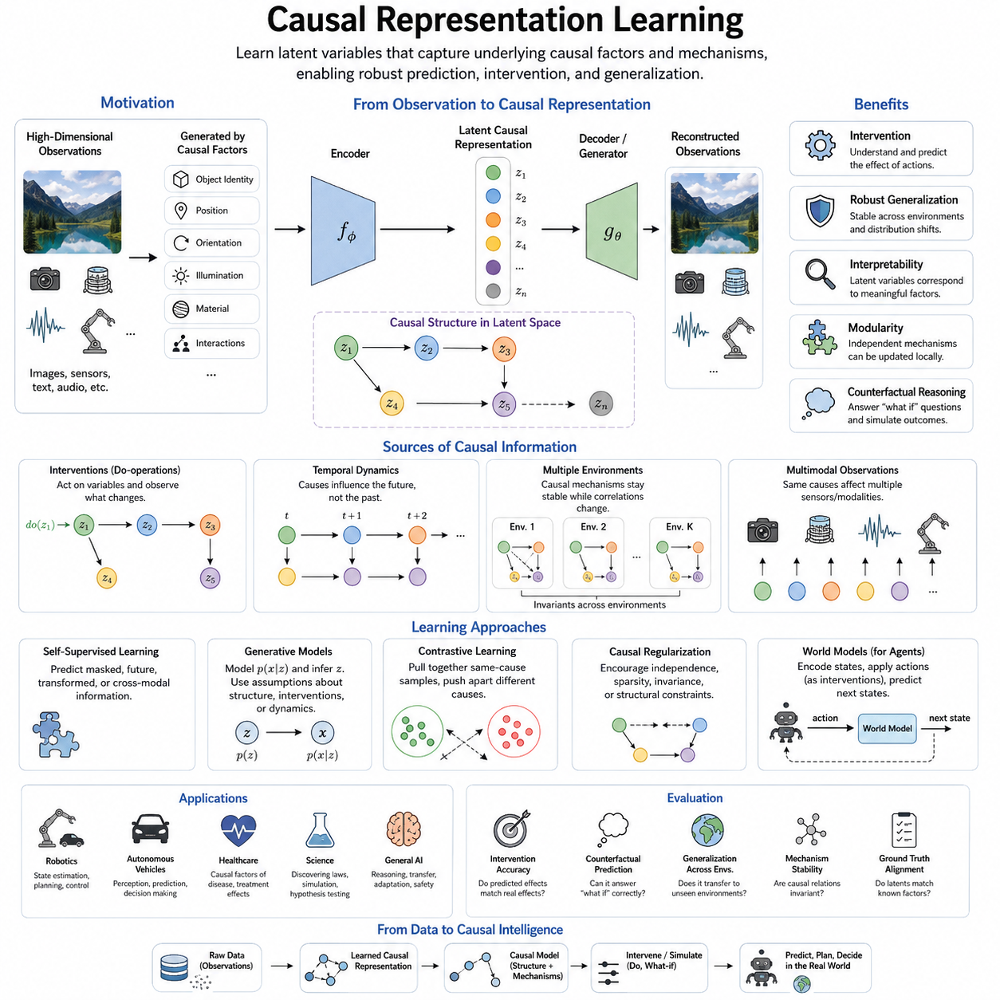 Causal Representation Learning
Learn latent variables that capture underlying causal factors and mechanisms,
enabling robust prediction, intervention, and generalization.
Motivation
High-Dimensional
Observations
Images, sensors,
text, audio, etc.
...
Generated by
Causal Factors
Object Identity
Position
Orientation
Illumination
Material
Interactions
...
From Observation to Causal Representation
Encoder
f_ϕ
Latent Causal
Representation
z₁
z₂
z₃
z₄
...
zₙ
Decoder /
Generator
g_θ
Reconstructed
Observations
...
Causal Structure in Latent Space
z₁
z₂
z₃
z₄
z₅
zₙ
Benefits
Intervention
Understand and predict
the effect of actions.
Robust Generalization
Stable across environments
and distribution shifts.
Interpretability
Latent variables correspond
to meaningful factors.
Modularity
Independent mechanisms
can be updated locally.
Counterfactual Reasoning
Answer “what if” questions
and simulate outcomes.
Sources of Causal Information
Interventions (Do-operations)
Act on variables and observe
what changes.
do(z₁)
z₁
z₂
z₃
z₄
z₅
Temporal Dynamics
Causes influence the future,
not the past.
t
t+1
t+2
...
Multiple Environments
Causal mechanisms stay
stable while correlations
change.
Env. 1
Env. 2
...
Env. K
Invariants across environments
Multimodal Observations
Same causes affect multiple
sensors/modalities.
...
Learning Approaches
Self-Supervised Learning
Predict masked, future,
transformed, or cross-modal
information.
Generative Models
Model p(x|z) and infer z.
Use assumptions about
structure, interventions,
or dynamics.
z
x
p(z)
p(x|z)
Contrastive Learning
Pull together same-cause
samples, push apart different
causes.
Causal Regularization
Encourage independence,
sparsity, invariance,
or structural constraints.
World Models (for Agents)
Encode states, apply actions
(as interventions), predict
next states.
action
World Model
next state
Applications
Robotics
State estimation,
planning, control
Autonomous
Vehicles
Perception, prediction,
decision making
Healthcare
Causal factors of
disease, treatment
effects
Science
Discovering laws,
simulation,
hypothesis testing
General AI
Reasoning, transfer,
adaptation, safety
Evaluation
Intervention
Accuracy
Do predicted effects
match real effects?
Counterfactual
Prediction
Can it answer
“what if” correctly?
Generalization
Across Envs.
Does it transfer to
unseen environments?
Mechanism
Stability
Are causal relations
invariant?
Ground Truth
Alignment
Do latents match
known factors?
From Data to Causal Intelligence
Raw Data
(Observations)
Learned Causal
Representation
Causal Model
(Structure +
Mechanisms)
Intervene / Simulate
(Do, What-if)
Predict, Plan, Decide
in the Real World